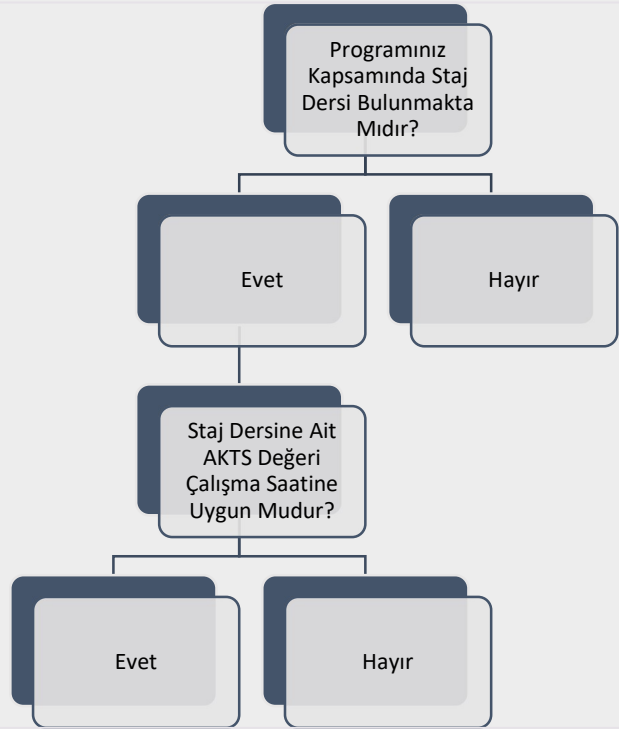 Programınız
Kapsamında Staj
Dersi Bulunmakta
Mıdır?
Evet
Hayır
Staj Dersine Ait
AKTS Değeri
Çalışma Saatine
Uygun Mudur?
Evet
Hayır